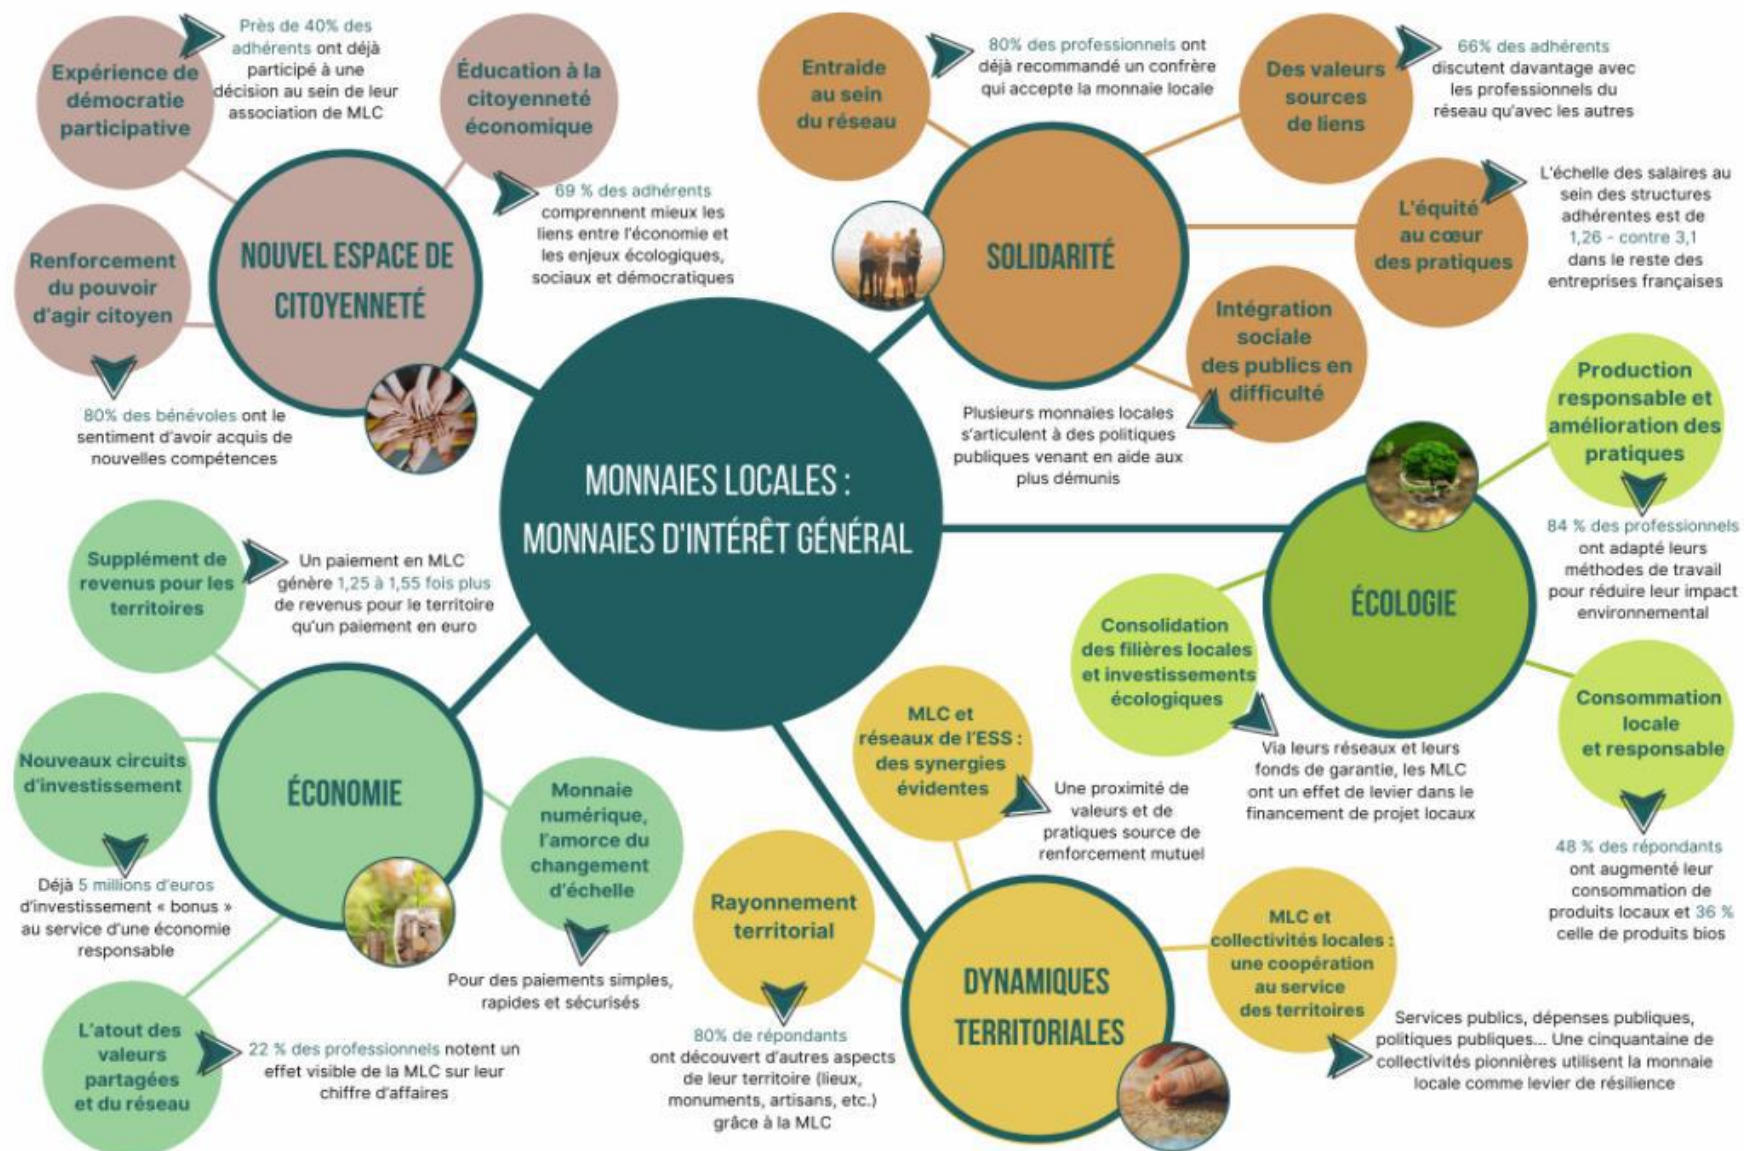 Expérience de
démocratie
participative
Près de 40% des
adhérents ont déjà
participé à une
décision au sein de leur
association de MLC
Éducation à la
citoyenneté
économique
69 % des adhérents
comprennent mieux les
liens entre l'économie et
les enjeux écologiques,
sociaux et démocratiques
Renforcement
du pouvoir
d'agir citoyen
80% des bénévoles ont le
sentiment d'avoir acquis de
nouvelles compétences
NOUVEL ESPACE DE
CITOYENNETÉ
Entraide
au sein
du réseau
80% des professionnels ont
déjà recommandé un confrère
qui accepte la monnaie locale
Des valeurs
sources
de liens
66% des adhérents
discutent davantage avec
les professionnels du
réseau qu'avec les autres
L'équité
au cœur
des pratiques
L'échelle des salaires au
sein des structures
adhérentes est de
1,26 - contre 3,1
dans le reste des
entreprises françaises
SOLIDARITÉ
Intégration
sociale
des publics en
difficulté
Plusieurs monnaies locales
s'articulent à des politiques
publiques venant en aide aux
plus démunis
MONNAIES LOCALES :
MONNAIES D'INTÉRÊT GÉNÉRAL
Production
responsable et
amélioration des
pratiques
84 % des professionnels
ont adapté leurs
méthodes de travail
pour réduire leur impact
environnemental
ÉCOLOGIE
Consolidation
des filières locales
et investissements
écologiques
Via leurs réseaux et leurs
fonds de garantie, les MLC
ont un effet de levier dans le
financement de projet locaux
Consommation
locale
et responsable
48 % des répondants
ont augmenté leur
consommation de
produits locaux et 36 %
celle de produits bios
Supplément de
revenus pour les
territoires
Un paiement en MLC
génère 1,25 à 1,55 fois plus
de revenus pour le territoire
qu'un paiement en euro
Nouveaux circuits
d'investissement
Déjà 5 millions d'euros
d'investissement « bonus »
au service d'une économie
responsable
ÉCONOMIE
Monnaie
numérique,
l'amorce du
changement
d'échelle
Pour des paiements simples,
rapides et sécurisés
L'atout des
valeurs
partagées
et du réseau
22 % des professionnels notent un
effet visible de la MLC sur leur
chiffre d'affaires
MLC et
réseaux de l'ESS :
des synergies
évidentes
Une proximité de
valeurs et de
pratiques source de
renforcement mutuel
Rayonnement
territorial
80% de répondants
ont découvert d'autres aspects
de leur territoire (lieux,
monuments, artisans, etc.)
grâce à la MLC
DYNAMIQUES
TERRITORIALES
MLC et
collectivités locales :
une coopération
au service
des territoires
Services publics, dépenses publiques,
politiques publiques... Une cinquantaine de
collectivités pionnières utilisent la monnaie
locale comme levier de résilience